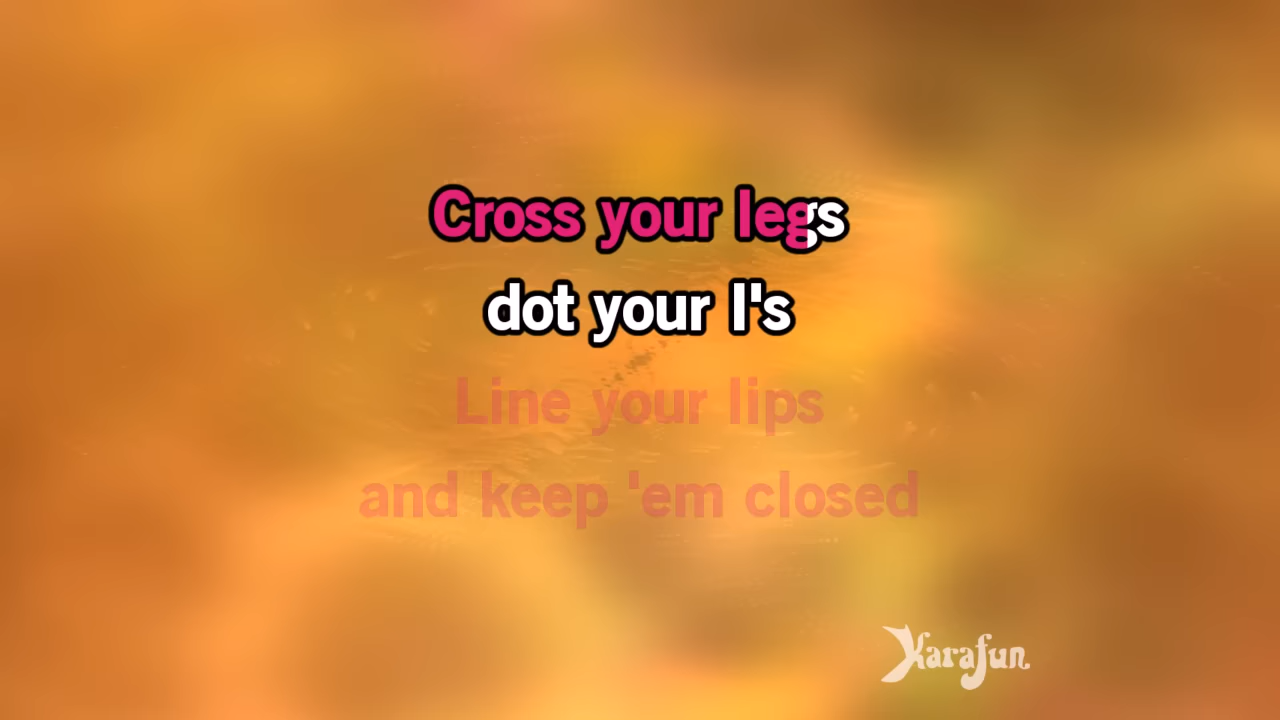 Cross your legs
dot your I's
Line your lips
and keep 'em closed
Karafun